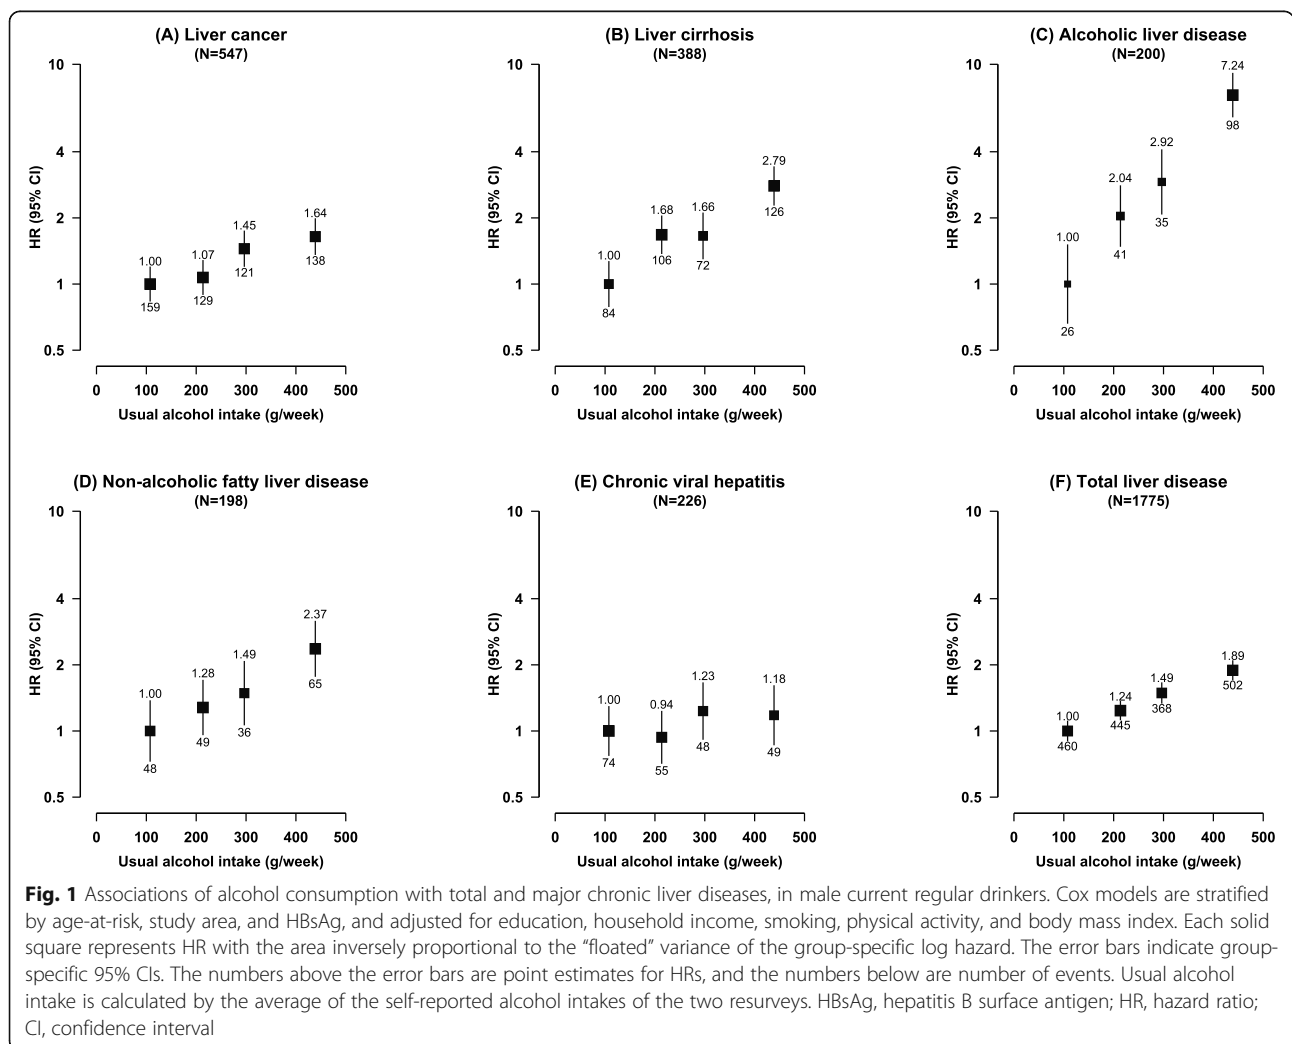 (A) Liver cancer
(N=547)
10
4
2
1
0.5
HR (95% CI)
1.00
159
1.07
129
1.45
121
1.64
138
0 100 200 300 400 500
Usual alcohol intake (g/week)
(B) Liver cirrhosis
(N=388)
10
4
2
1
0.5
HR (95% CI)
1.00
84
1.68
106
1.66
72
2.79
126
0 100 200 300 400 500
Usual alcohol intake (g/week)
(C) Alcoholic liver disease
(N=200)
10
4
2
1
0.5
HR (95% CI)
1.00
26
2.04
41
2.92
35
7.24
98
0 100 200 300 400 500
Usual alcohol intake (g/week)
(D) Non-alcoholic fatty liver disease
(N=198)
10
4
2
1
0.5
HR (95% CI)
1.00
48
1.28
49
1.49
36
2.37
65
0 100 200 300 400 500
Usual alcohol intake (g/week)
(E) Chronic viral hepatitis
(N=226)
10
4
2
1
0.5
HR (95% CI)
1.00
74
0.94
55
1.23
48
1.18
49
0 100 200 300 400 500
Usual alcohol intake (g/week)
(F) Total liver disease
(N=1775)
10
4
2
1
0.5
HR (95% CI)
1.00
460
1.24
445
1.49
368
1.89
502
0 100 200 300 400 500
Usual alcohol intake (g/week)
Fig. 1 Associations of alcohol consumption with total and major chronic liver diseases, in male current regular drinkers. Cox models are stratified
by age-at-risk, study area, and HBsAg, and adjusted for education, household income, smoking, physical activity, and body mass index. Each solid
square represents HR with the area inversely proportional to the “floated” variance of the group-specific log hazard. The error bars indicate group-
specific 95% CIs. The numbers above the error bars are point estimates for HRs, and the numbers below are number of events. Usual alcohol
intake is calculated by the average of the self-reported alcohol intakes of the two resurveys. HBsAg, hepatitis B surface antigen; HR, hazard ratio;
CI, confidence interval